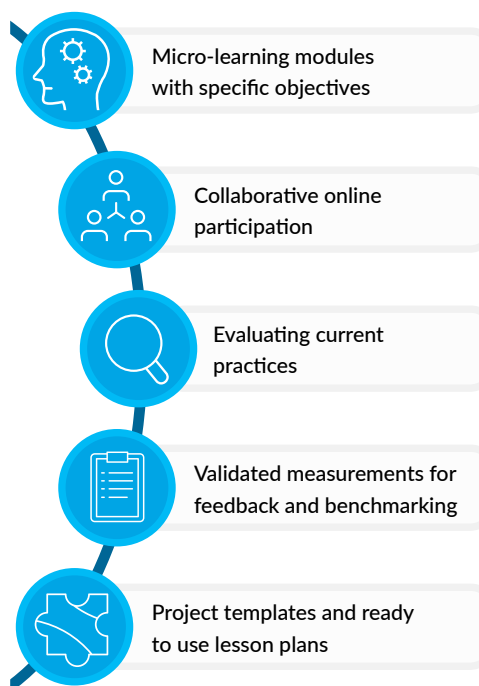 Micro-learning modules
with specific objectives
Collaborative online
participation
Evaluating current
practices
Validated measurements for
feedback and benchmarking
Project templates and ready
to use lesson plans